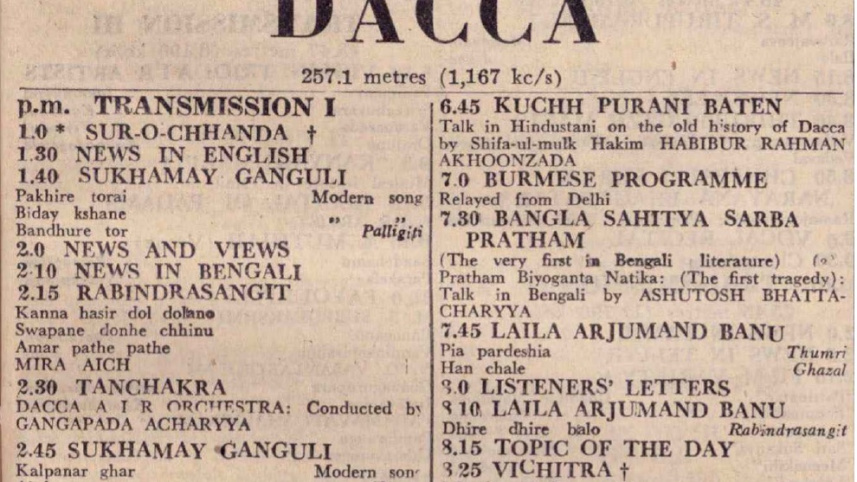 DACCA
257.1 metres (1,167 kc/s)
p.m. TRANSMISSION I
1.0 * SUR-O-CHHANDA †
1.30 NEWS IN ENGLISH
1.40 SUKHAMAY GANGULI
Pakhire torai Modern song
Biday kshane " "
Bandhure tor Palligiti
2.0 NEWS AND VIEWS
2.10 NEWS IN BENGALI
2.15 RABINDRASANGIT
Kanna hasir dol dolano
Swapane donhe chhinu
Amar pathe pathe
MIRA AICH
2.30 TANCHAKRA
DACCA A I R ORCHESTRA: Conducted by
GANGAPADA ACHARYYA
2.45 SUKHAMAY GANGULI
Kalpanar ghar Modern song
6.45 KUCHH PURANI BATEN
Talk in Hindustani on the old history of Dacca
by Shifa-ul-mulk Hakim HABIBUR RAHMAN
AKHOONZADA
7.0 BURMESE PROGRAMME
Relayed from Delhi
7.30 BANGLA SAHITYA SARBA
PRATHAM
(The very first in Bengali literature)
Pratham Biyoganta Natika: (The first tragedy):
Talk in Bengali by ASHUTOSH BHATTA-
CHARYYA
7.45 LAILA ARJUMAND BANU
Pia pardeshia Thumri
Han chale Ghazal
8.0 LISTENERS' LETTERS
8.10 LAILA ARJUMAND BANU
Dhire dhire balo Rabindrasangit
8.15 TOPIC OF THE DAY
8.25 VICHITRA †